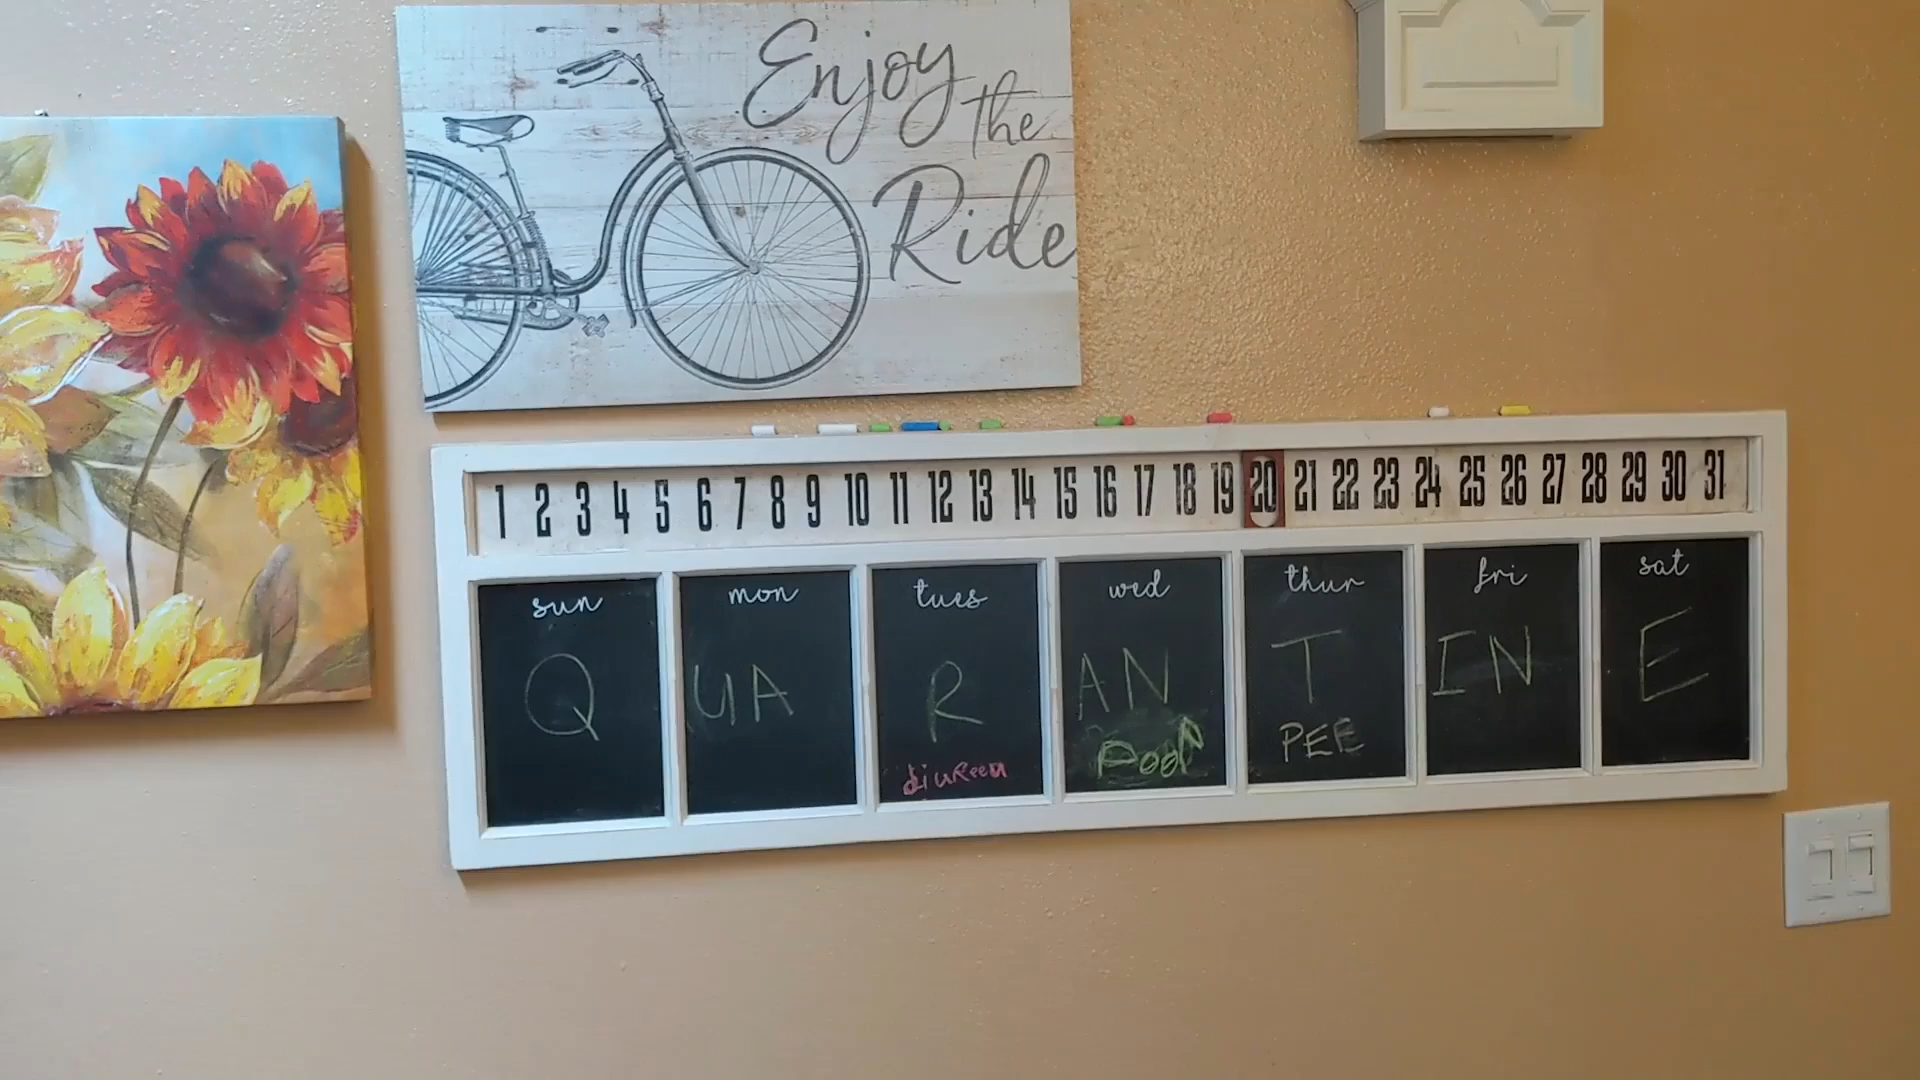 Enjoy
the
Ride
1 2 3 4 5 6 7 8 9 10 11 12 13 14 15 16 17 18 19 20 21 22 23 24 25 26 27 28 29 30 31
sun mon tues wed thur fri sat
Q UA R AN T IN E
diureea Pool PEE